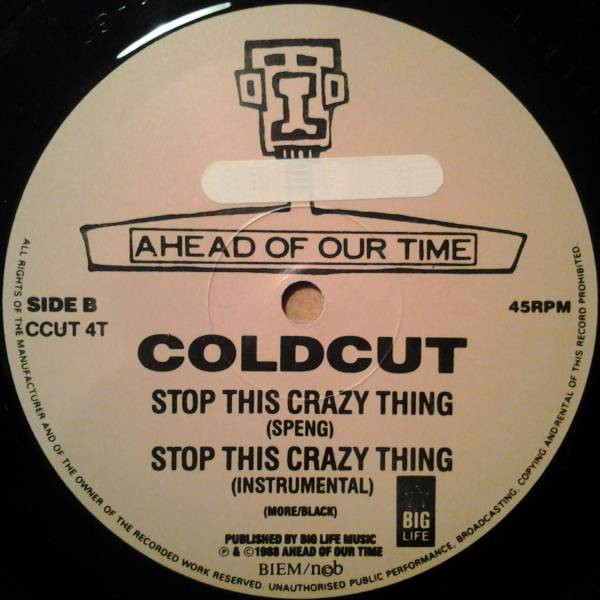 AHEAD OF OUR TIME
SIDE B
CCUT 4T
45RPM
COLDCUT
STOP THIS CRAZY THING
(SPENG)
STOP THIS CRAZY THING
(INSTRUMENTAL)
(MORE/BLACK)
BIG
LIFE
PUBLISHED BY BIG LIFE MUSIC
℗ & ©1988 AHEAD OF OUR TIME
BIEM/ncb
ALL RIGHTS OF THE MANUFACTURER AND OF THE OWNER OF THE RECORDED WORK RESERVED. UNAUTHORISED PUBLIC PERFORMANCE, BROADCASTING, COPYING AND RENTAL OF THIS RECORD PROHIBITED.